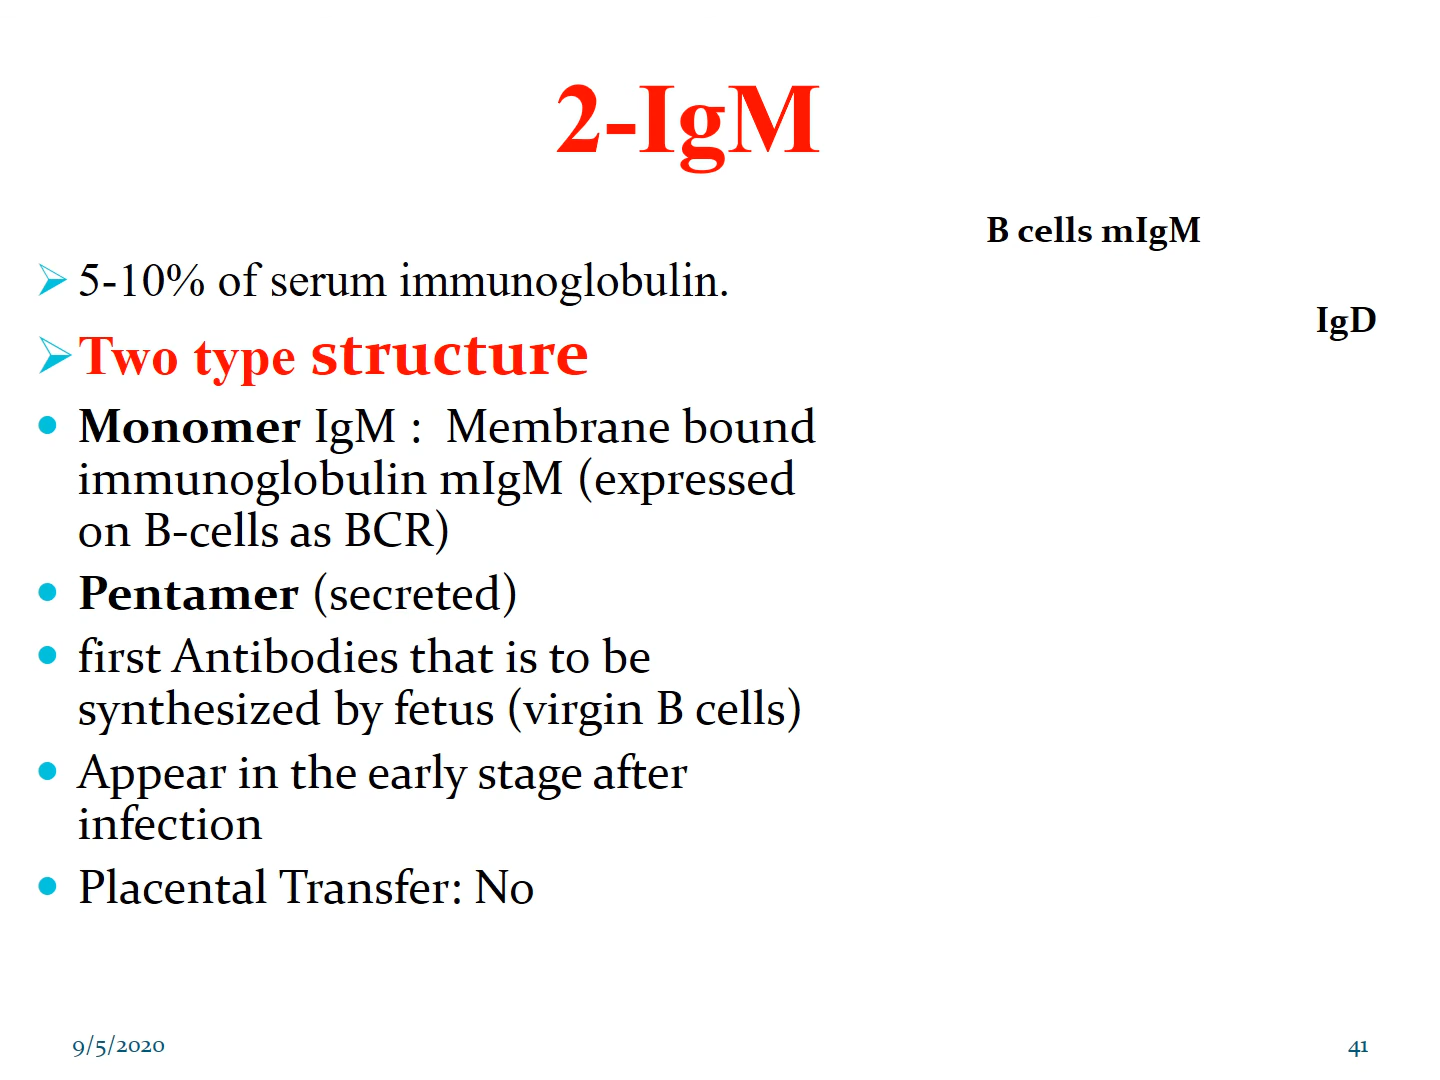 2-IgM
B cells mIgM
5-10% of serum immunoglobulin.
IgD
Two type structure
Monomer IgM :  Membrane bound
immunoglobulin mIgM (expressed
on B-cells as BCR)
Pentamer (secreted)
first Antibodies that is to be
synthesized by fetus (virgin B cells)
Appear in the early stage after
infection
Placental Transfer: No
9/5/2020
41